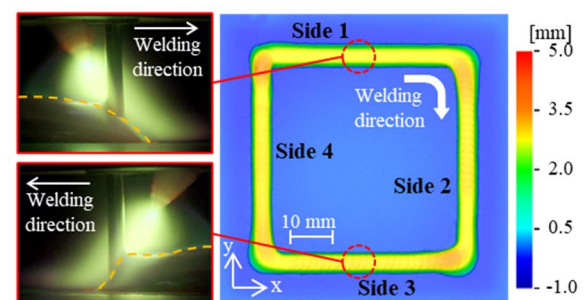 Welding
direction
Welding
direction
Side 1
Welding
direction
Side 4
Side 2
10 mm
y
x
Side 3
[mm]
5.0
3.5
2.0
0.5
-1.0